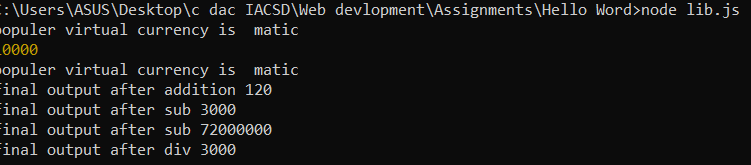 C:\Users\ASUS\Desktop\c dac IACSD\Web devlopment\Assignments\Hello Word>node lib.js
populer virtual currency is  matic
10000
populer virtual currency is  matic
final output after addition 120
final output after sub 3000
final output after sub 72000000
final output after div 3000